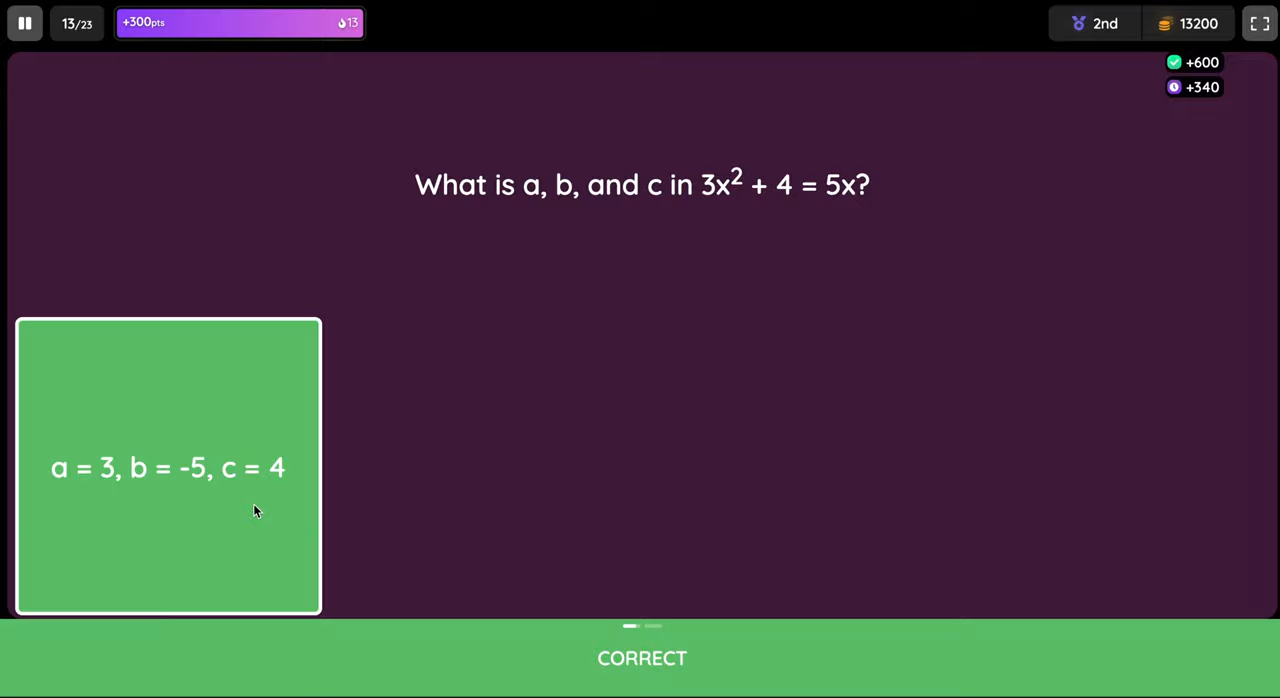 13/23
+300pts
13
2nd
13200
+600
+340
What is a, b, and c in 3x² + 4 = 5x?
a = 3, b = -5, c = 4
CORRECT